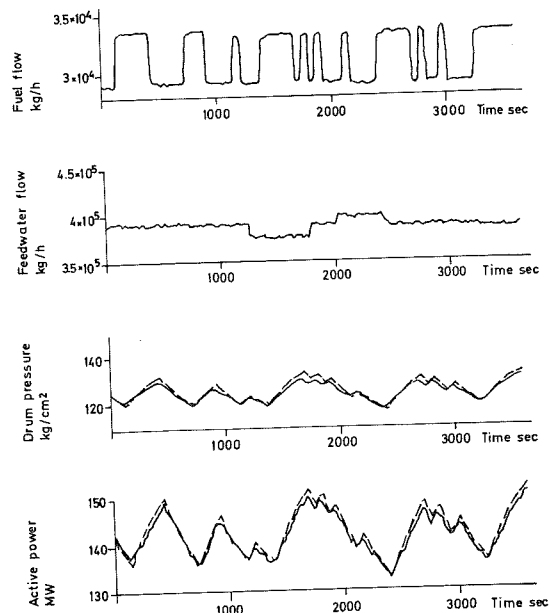 Fuel flow
kg/h
3.5×10⁴
3×10⁴
1000
2000
3000
Time sec
Feedwater flow
kg/h
4.5×10⁵
4×10⁵
3.5×10⁵
1000
2000
3000
Time sec
Drum pressure
kg/cm²
140
120
1000
2000
3000
Time sec
Active power
MW
150
140
130
1000
2000
3000
Time sec